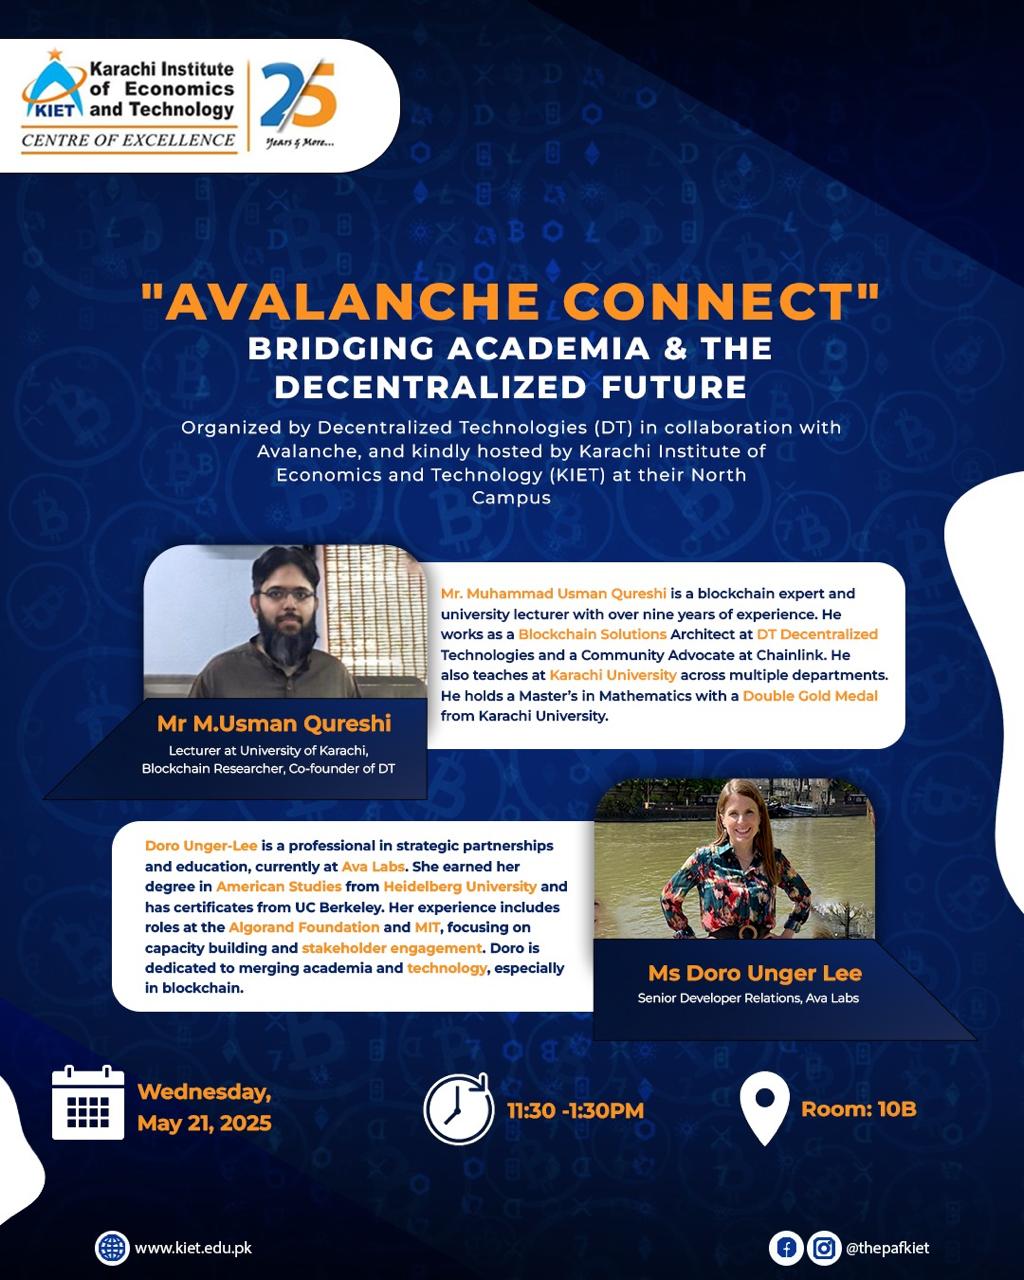 Karachi Institute
of Economics
and Technology
KIET
CENTRE OF EXCELLENCE
25
Years & More...
"AVALANCHE CONNECT"
BRIDGING ACADEMIA & THE
DECENTRALIZED FUTURE
Organized by Decentralized Technologies (DT) in collaboration with
Avalanche, and kindly hosted by Karachi Institute of
Economics and Technology (KIET) at their North
Campus
Mr. Muhammad Usman Qureshi is a blockchain expert and
university lecturer with over nine years of experience. He
works as a Blockchain Solutions Architect at DT Decentralized
Technologies and a Community Advocate at Chainlink. He
also teaches at Karachi University across multiple departments.
He holds a Master's in Mathematics with a Double Gold Medal
from Karachi University.
Mr M.Usman Qureshi
Lecturer at University of Karachi,
Blockchain Researcher, Co-founder of DT
Doro Unger-Lee is a professional in strategic partnerships
and education, currently at Ava Labs. She earned her
degree in American Studies from Heidelberg University and
has certificates from UC Berkeley. Her experience includes
roles at the Algorand Foundation and MIT, focusing on
capacity building and stakeholder engagement. Doro is
dedicated to merging academia and technology, especially
in blockchain.
Ms Doro Unger Lee
Senior Developer Relations, Ava Labs
Wednesday,
May 21, 2025
11:30 -1:30PM
Room: 10B
www.kiet.edu.pk
@thepafkiet